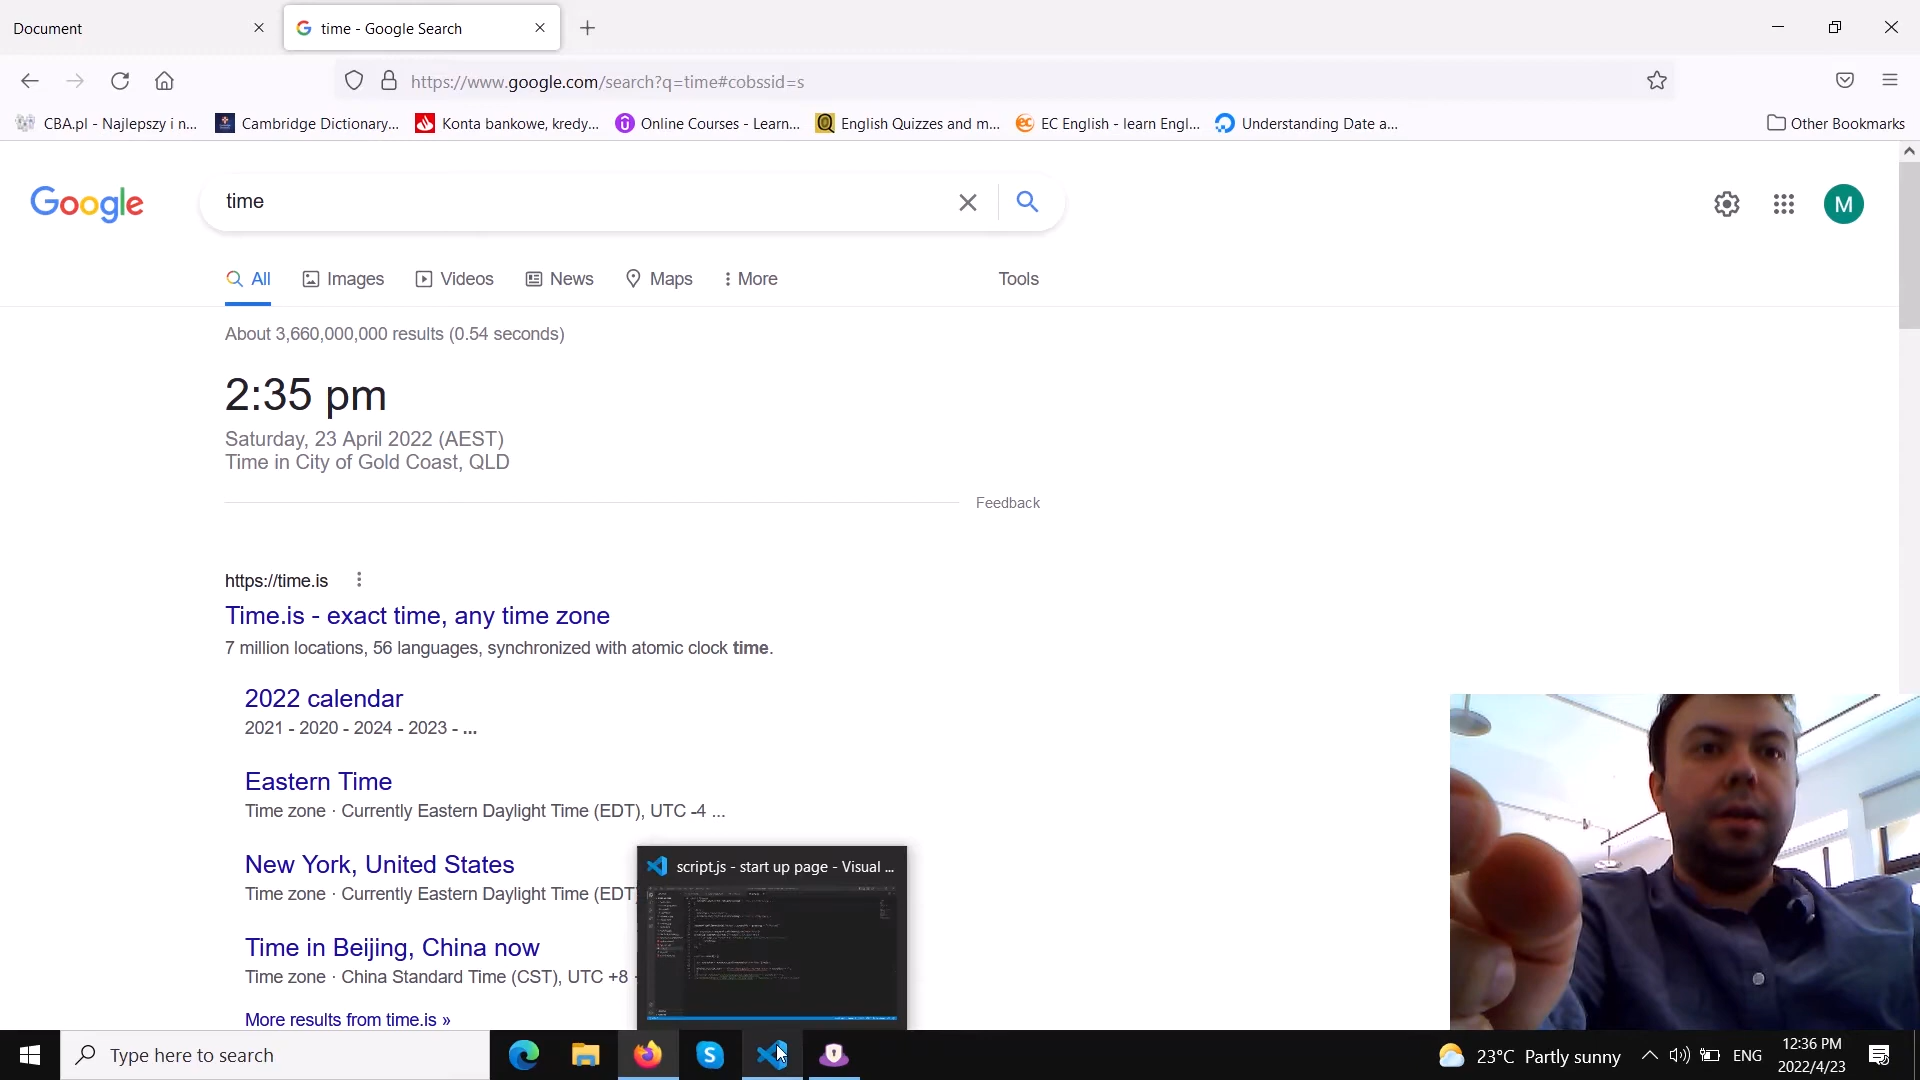 Document
time - Google Search
https://www.google.com/search?q=time#cobssid=s
CBA.pl - Najlepszy i n...
Cambridge Dictionary...
Konta bankowe, kredy...
Online Courses - Learn...
English Quizzes and m...
EC English - learn Engl...
Understanding Date a...
Other Bookmarks
Google
time
M
All
Images
Videos
News
Maps
More
Tools
About 3,660,000,000 results (0.54 seconds)
2:35 pm
Saturday, 23 April 2022 (AEST)
Time in City of Gold Coast, QLD
Feedback
https://time.is
Time.is - exact time, any time zone
7 million locations, 56 languages, synchronized with atomic clock time.
2022 calendar
2021 - 2020 - 2024 - 2023 - ...
Eastern Time
Time zone · Currently Eastern Daylight Time (EDT), UTC -4 ...
New York, United States
Time zone · Currently Eastern Daylight Time (EDT
Time in Beijing, China now
Time zone · China Standard Time (CST), UTC +8
More results from time.is »
script.js - start up page - Visual ...
Type here to search
23°C Partly sunny
ENG
12:36 PM
2022/4/23